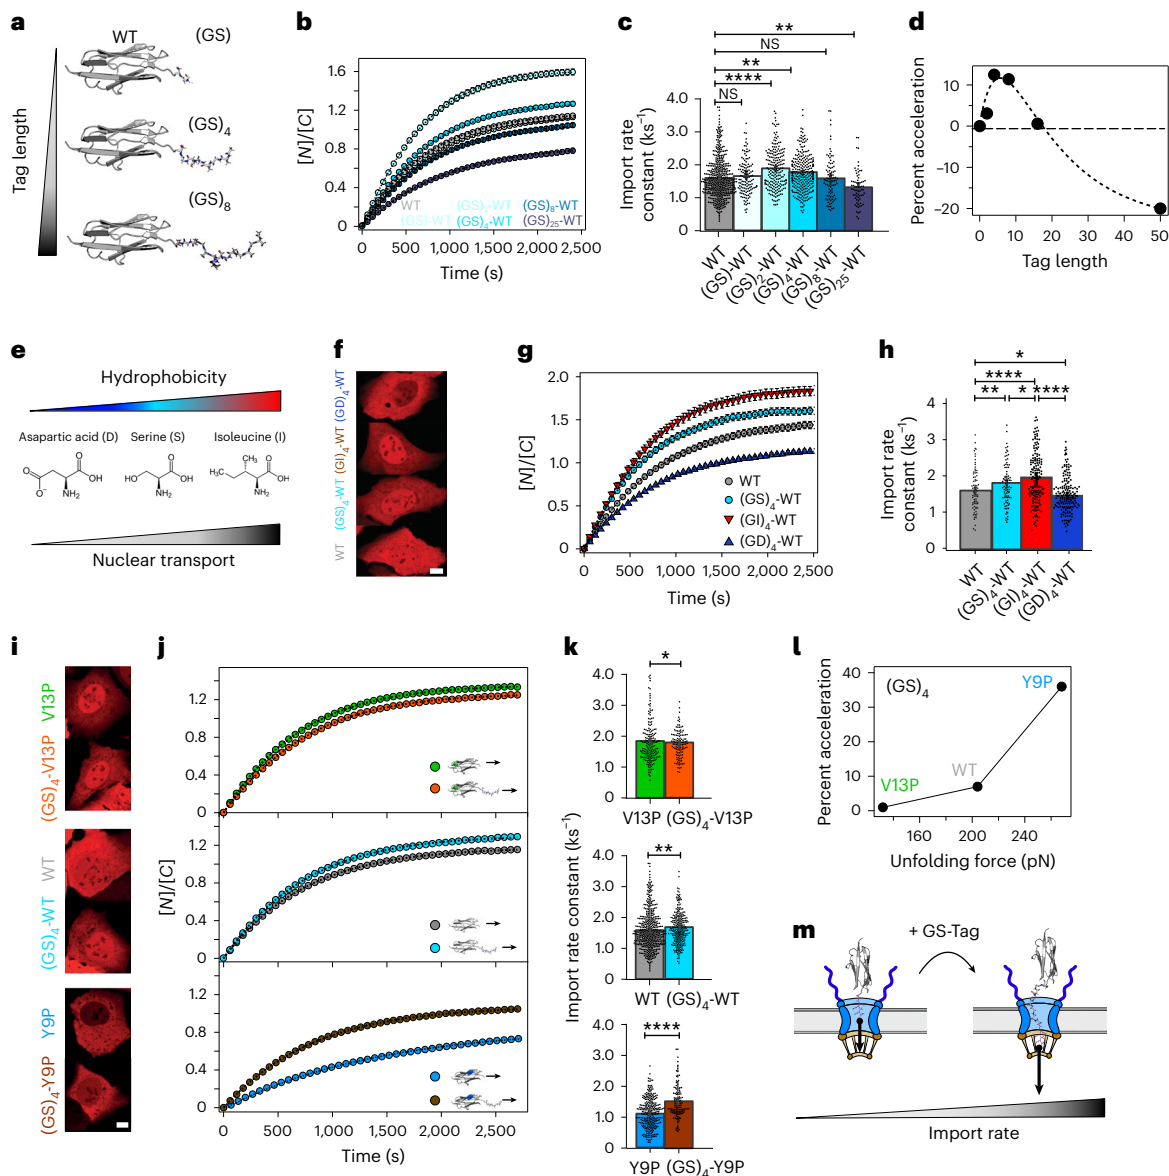 a
WT
(GS)
(GS)4
(GS)8
Tag length
b
[N]/[C]
1.6
1.2
0.8
0.4
0
WT
(GS)2-WT
(GS)8-WT
(GS)-WT
(GS)4-WT
(GS)25-WT
0
500
1,000
1,500
2,000
2,500
Time (s)
c
**
NS
**
****
NS
Import rate
constant (ks−1)
4.0
3.0
2.0
1.0
0
WT
(GS)-WT
(GS)2-WT
(GS)4-WT
(GS)8-WT
(GS)25-WT
d
Percent acceleration
10
0
−10
−20
0
10
20
30
40
50
Tag length
e
Hydrophobicity
Asapartic acid (D)
Serine (S)
Isoleucine (I)
O
O
O−
OH
NH2
O
HO
OH
NH2
CH3
O
H3C
OH
NH2
Nuclear transport
f
WT (GS)4-WT (GI)4-WT (GD)4-WT
g
[N]/[C]
2.0
1.5
1.0
0.5
0
WT
(GS)4-WT
(GI)4-WT
(GD)4-WT
0
500
1,000
1,500
2,000
2,500
Time (s)
h
*
****
**
*
****
Import rate
constant (ks−1)
4
3
2
1
0
WT
(GS)4-WT
(GI)4-WT
(GD)4-WT
i
(GS)4-V13P V13P
(GS)4-WT WT
(GS)4-Y9P Y9P
j
[N]/[C]
1.2
0.8
0.4
0
1.2
0.8
0.4
0
1.2
0.8
0.4
0
0
500
1,000
1,500
2,000
2,500
Time (s)
k
Import rate constant (ks−1)
*
4.0
3.0
2.0
1.0
0
V13P (GS)4-V13P
**
4.0
3.0
2.0
1.0
0
WT (GS)4-WT
****
4.0
3.0
2.0
1.0
0
Y9P (GS)4-Y9P
l
(GS)4
Y9P
WT
V13P
Percent acceleration
40
30
20
10
0
160
200
240
Unfolding force (pN)
m
+ GS-Tag
Import rate